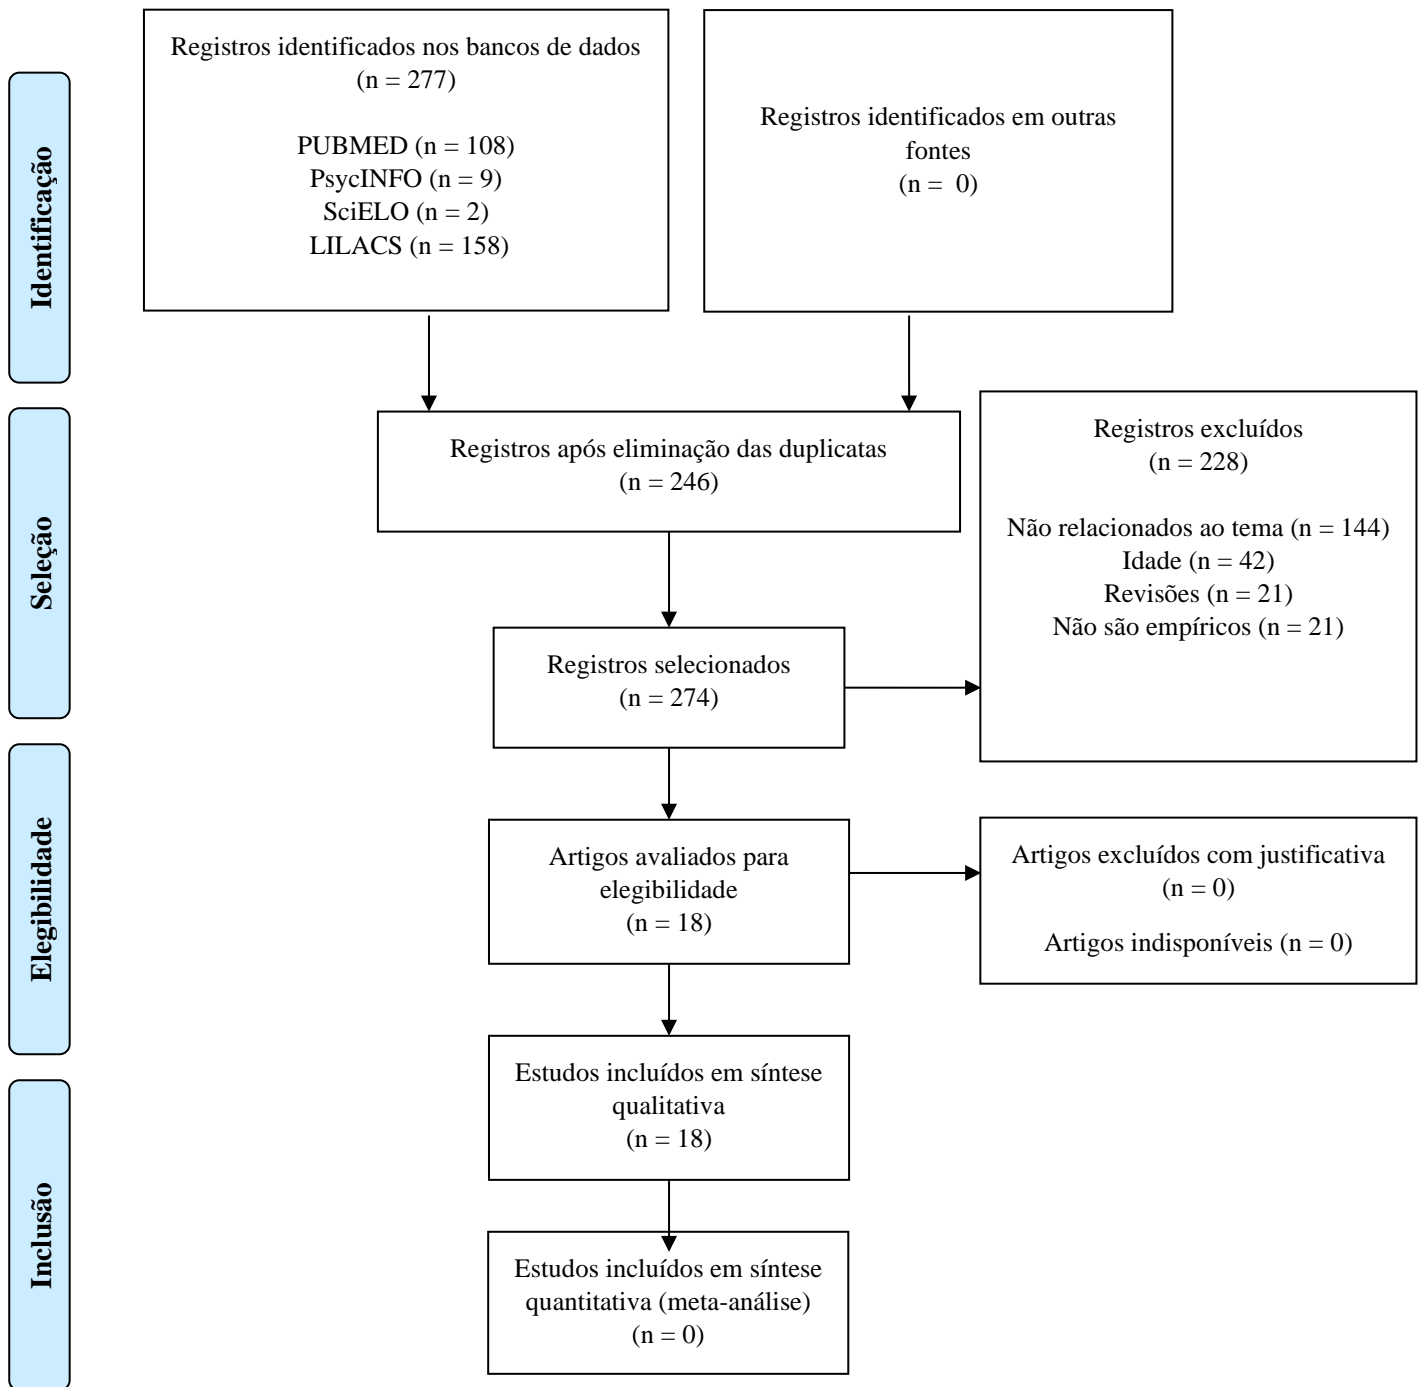 Identificação
Registros identificados nos bancos de dados
(n = 277)
PUBMED (n = 108)
PsycINFO (n = 9)
SciELO (n = 2)
LILACS (n = 158)
Registros identificados em outras
fontes
(n = 0)
Seleção
Registros após eliminação das duplicatas
(n = 246)
Registros excluídos
(n = 228)
Não relacionados ao tema (n = 144)
Idade (n = 42)
Revisões (n = 21)
Não são empíricos (n = 21)
Registros selecionados
(n = 274)
Elegibilidade
Artigos avaliados para
elegibilidade
(n = 18)
Artigos excluídos com justificativa
(n = 0)
Artigos indisponíveis (n = 0)
Inclusão
Estudos incluídos em síntese
qualitativa
(n = 18)
Estudos incluídos em síntese
quantitativa (meta-análise)
(n = 0)